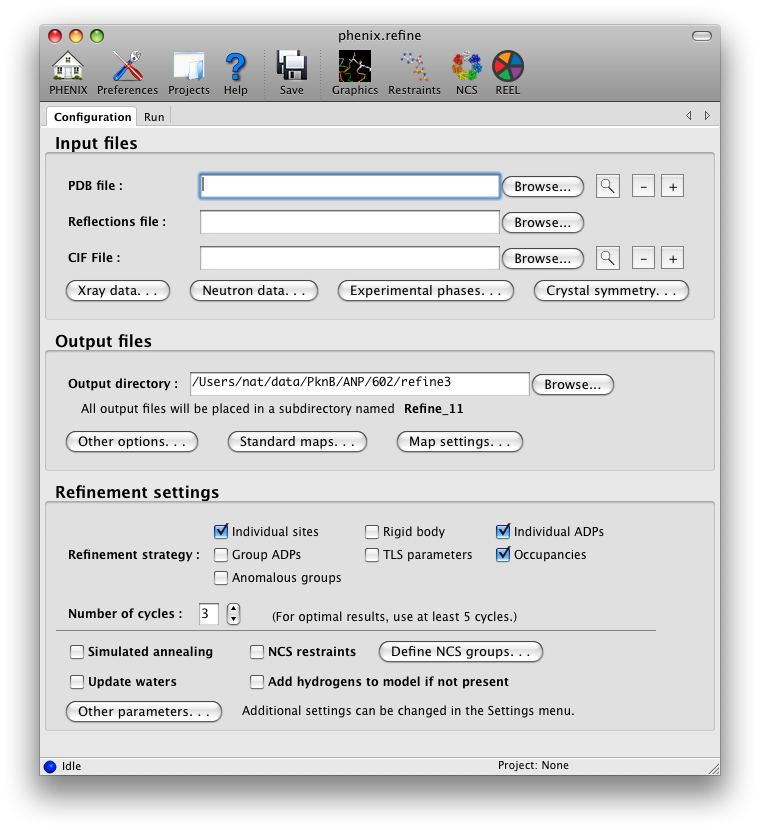 phenix.refine
PHENIX Preferences Projects Help Save Graphics Restraints NCS REEL
Configuration Run
Input files
PDB file : Browse... - +
Reflections file : Browse...
CIF File : Browse... - +
Xray data. . . Neutron data. . . Experimental phases. . . Crystal symmetry. . .
Output files
Output directory : /Users/nat/data/PknB/ANP/602/refine3 Browse...
All output files will be placed in a subdirectory named Refine_11
Other options. . . Standard maps. . . Map settings. . .
Refinement settings
Individual sites Rigid body Individual ADPs
Refinement strategy : Group ADPs TLS parameters Occupancies
Anomalous groups
Number of cycles : 3 (For optimal results, use at least 5 cycles.)
Simulated annealing NCS restraints Define NCS groups. . .
Update waters Add hydrogens to model if not present
Other parameters. . . Additional settings can be changed in the Settings menu.
Idle Project: None